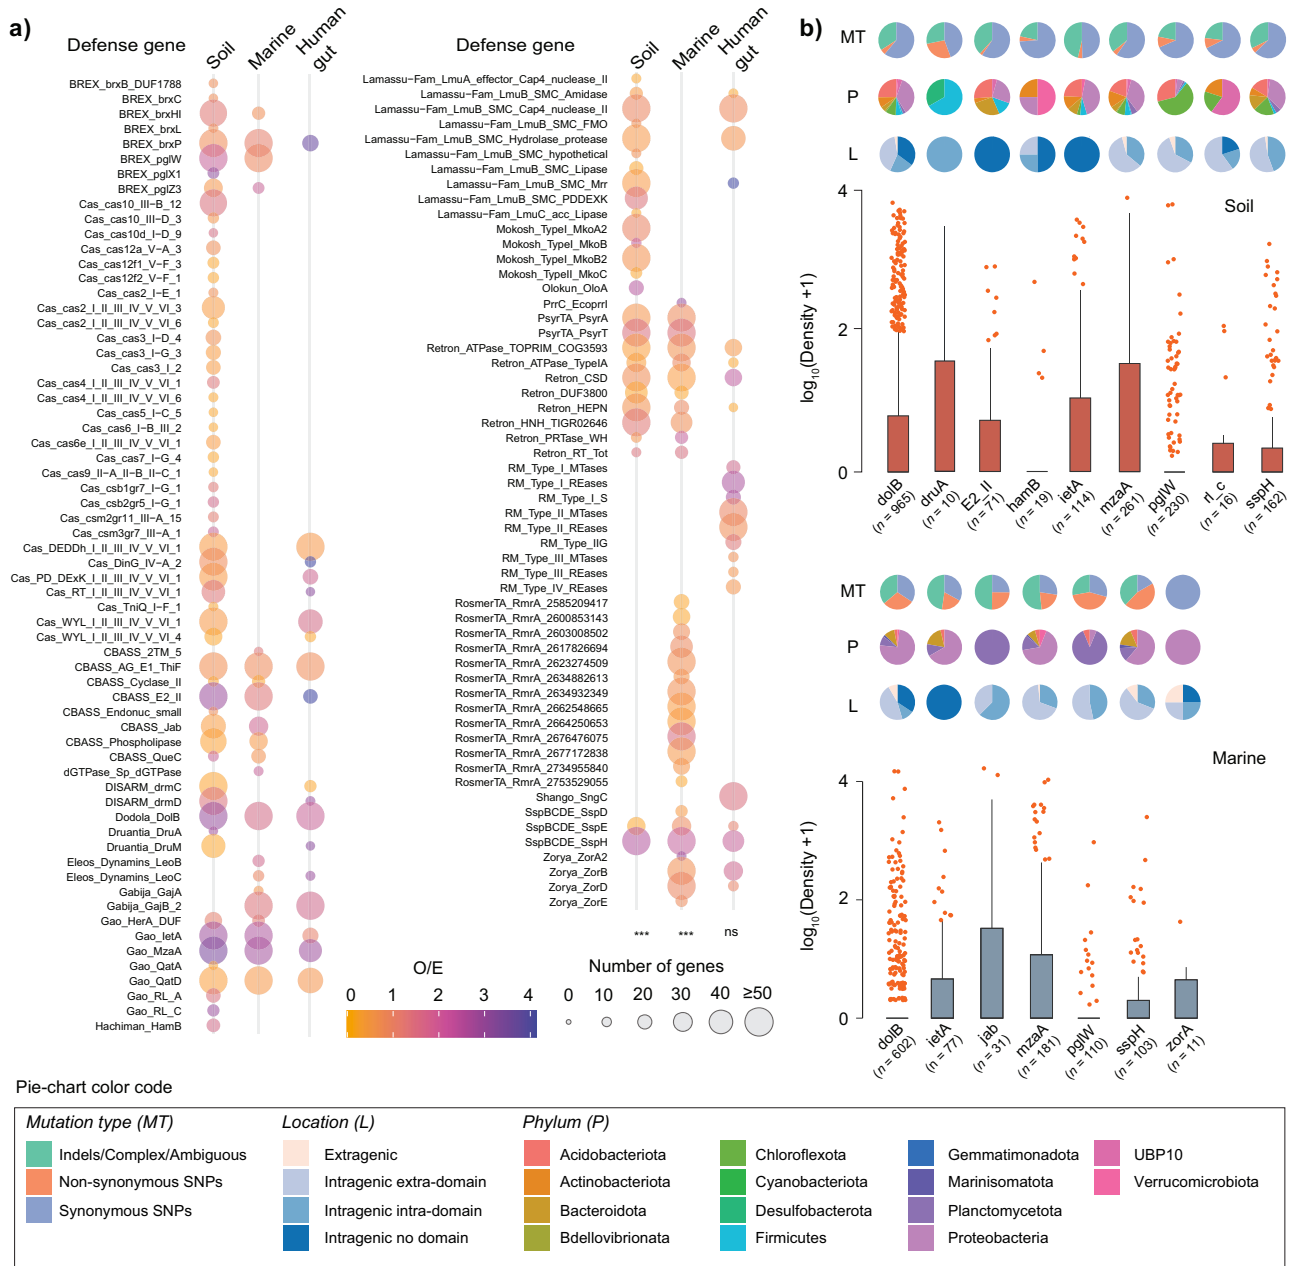 a)
Defense gene
Soil
Marine
Human gut
BREX_brxB_DUF1788
BREX_brxC
BREX_brxHI
BREX_brxL
BREX_brxP
BREX_pglW
BREX_pglX1
BREX_pglZ3
Cas_cas10_III−B_12
Cas_cas10_III−D_3
Cas_cas10d_I−D_9
Cas_cas12a_V−A_3
Cas_cas12f1_V−F_3
Cas_cas12f2_V−F_1
Cas_cas2_I−E_1
Cas_cas2_I_II_III_IV_V_VI_3
Cas_cas2_I_II_III_IV_V_VI_6
Cas_cas3_I−D_4
Cas_cas3_I−G_3
Cas_cas3_I_2
Cas_cas4_I_II_III_IV_V_VI_1
Cas_cas4_I_II_III_IV_V_VI_6
Cas_cas5_I−C_5
Cas_cas6_I−B_III_2
Cas_cas6e_I_II_III_IV_V_VI_1
Cas_cas7_I−G_4
Cas_cas9_II−A_II−B_II−C_1
Cas_csb1gr7_I−G_1
Cas_csb2gr5_I−G_1
Cas_csm2gr11_III−A_15
Cas_csm3gr7_III−A_1
Cas_DEDDh_I_II_III_IV_V_VI_1
Cas_DinG_IV−A_2
Cas_PD_DExK_I_II_III_IV_V_VI_1
Cas_RT_I_II_III_IV_V_VI_1
Cas_TniQ_I−F_1
Cas_WYL_I_II_III_IV_V_VI_1
Cas_WYL_I_II_III_IV_V_VI_4
CBASS_2TM_5
CBASS_AG_E1_ThiF
CBASS_Cyclase_II
CBASS_E2_II
CBASS_Endonuc_small
CBASS_Jab
CBASS_Phospholipase
CBASS_QueC
dGTPase_Sp_dGTPase
DISARM_drmC
DISARM_drmD
Dodola_DolB
Druantia_DruA
Druantia_DruM
Eleos_Dynamins_LeoB
Eleos_Dynamins_LeoC
Gabija_GajA
Gabija_GajB_2
Gao_HerA_DUF
Gao_IetA
Gao_MzaA
Gao_QatA
Gao_QatD
Gao_RL_A
Gao_RL_C
Hachiman_HamB
Defense gene
Soil
Marine
Human gut
Lamassu−Fam_LmuA_effector_Cap4_nuclease_II
Lamassu−Fam_LmuB_SMC_Amidase
Lamassu−Fam_LmuB_SMC_Cap4_nuclease_II
Lamassu−Fam_LmuB_SMC_FMO
Lamassu−Fam_LmuB_SMC_Hydrolase_protease
Lamassu−Fam_LmuB_SMC_hypothetical
Lamassu−Fam_LmuB_SMC_Lipase
Lamassu−Fam_LmuB_SMC_Mrr
Lamassu−Fam_LmuB_SMC_PDDEXK
Lamassu−Fam_LmuC_acc_Lipase
Mokosh_TypeI_MkoA2
Mokosh_TypeI_MkoB
Mokosh_TypeI_MkoB2
Mokosh_TypeII_MkoC
Olokun_OloA
PrrC_EcoprrI
PsyrTA_PsyrA
PsyrTA_PsyrT
Retron_ATPase_TOPRIM_COG3593
Retron_ATPase_TypeIA
Retron_CSD
Retron_DUF3800
Retron_HEPN
Retron_HNH_TIGR02646
Retron_PRTase_WH
Retron_RT_Tot
RM_Type_I_MTases
RM_Type_I_REases
RM_Type_I_S
RM_Type_II_MTases
RM_Type_II_REases
RM_Type_IIG
RM_Type_III_MTases
RM_Type_III_REases
RM_Type_IV_REases
RosmerTA_RmrA_2585209417
RosmerTA_RmrA_2600853143
RosmerTA_RmrA_2603008502
RosmerTA_RmrA_2617826694
RosmerTA_RmrA_2623274509
RosmerTA_RmrA_2634882613
RosmerTA_RmrA_2634932349
RosmerTA_RmrA_2662548665
RosmerTA_RmrA_2664250653
RosmerTA_RmrA_2676476075
RosmerTA_RmrA_2677172838
RosmerTA_RmrA_2734955840
RosmerTA_RmrA_2753529055
Shango_SngC
SspBCDE_SspD
SspBCDE_SspE
SspBCDE_SspH
Zorya_ZorA2
Zorya_ZorB
Zorya_ZorD
Zorya_ZorE
*** *** ns
O/E
0 1 2 3 4
Number of genes
0 10 20 30 40 ≥50
b)
MT
P
L
Soil
log10(Density +1)
4
2
0
dolB (n = 965)
druA (n = 10)
E2_II (n = 71)
hamB (n = 19)
ietA (n = 114)
mzaA (n = 261)
pglW (n = 230)
rl_c (n = 16)
sspH (n = 162)
MT
P
L
Marine
log10(Density +1)
4
2
0
dolB (n = 602)
ietA (n = 77)
jab (n = 31)
mzaA (n = 181)
pglW (n = 110)
sspH (n = 103)
zorA (n = 11)
Pie-chart color code
Mutation type (MT)
Indels/Complex/Ambiguous
Non-synonymous SNPs
Synonymous SNPs
Location (L)
Extragenic
Intragenic extra-domain
Intragenic intra-domain
Intragenic no domain
Phylum (P)
Acidobacteriota
Actinobacteriota
Bacteroidota
Bdellovibrionata
Chloroflexota
Cyanobacteriota
Desulfobacterota
Firmicutes
Gemmatimonadota
Marinisomatota
Planctomycetota
Proteobacteria
UBP10
Verrucomicrobiota